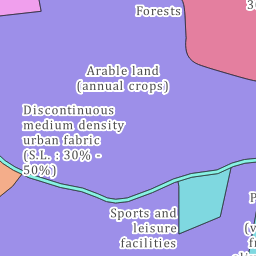 Forests
Arable land
(annual crops)
Discontinuous
medium density
urban fabric
(S.L. : 30% -
50%)
Sports and
leisure
facilities